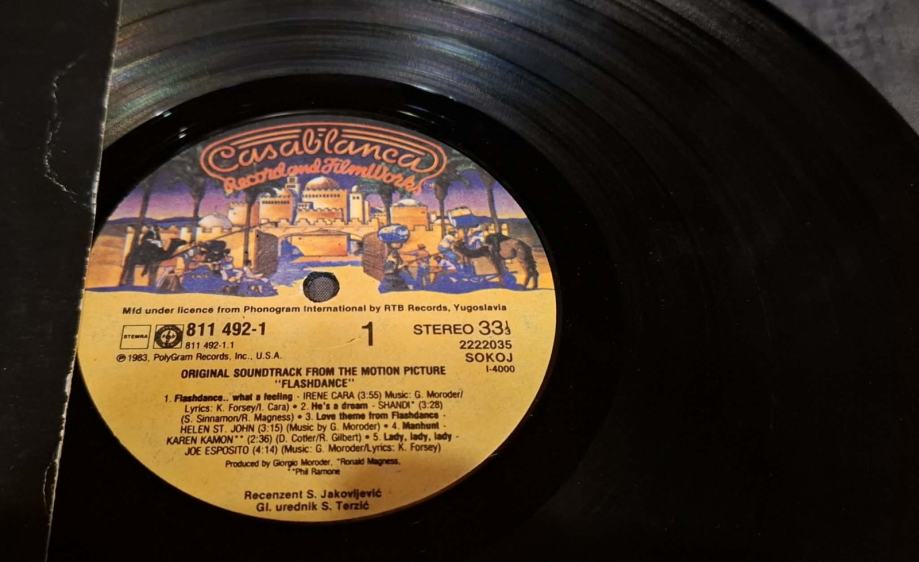 Casablanca
Record and FilmWorks
Mfd under licence from Phonogram International by RTB Records, Yugoslavia
STEMRA 811 492-1 1 STEREO 33⅓
811 492-1.1 2222035
℗ 1983, PolyGram Records, Inc., U.S.A. SOKOJ
I-4000
ORIGINAL SOUNDTRACK FROM THE MOTION PICTURE
"FLASHDANCE"
1. Flashdance.. what a feeling - IRENE CARA (3:55) Music: G. Moroder/
Lyrics: K. Forsey/I. Cara) • 2. He's a dream - SHANDI* (3:28)
(S. Sinnamon/R. Magness) • 3. Love theme from Flashdance -
HELEN ST. JOHN (3:15) (Music by G. Moroder) • 4. Manhunt -
KAREN KAMON** (2:36) (D. Cotler/R. Gilbert) • 5. Lady, lady, lady -
JOE ESPOSITO (4:14) (Music: G. Moroder/Lyrics: K. Forsey)
Produced by Giorgio Moroder, *Ronald Magness,
**Phil Ramone
Recenzent S. Jakovljević
Gl. urednik S. Terzić